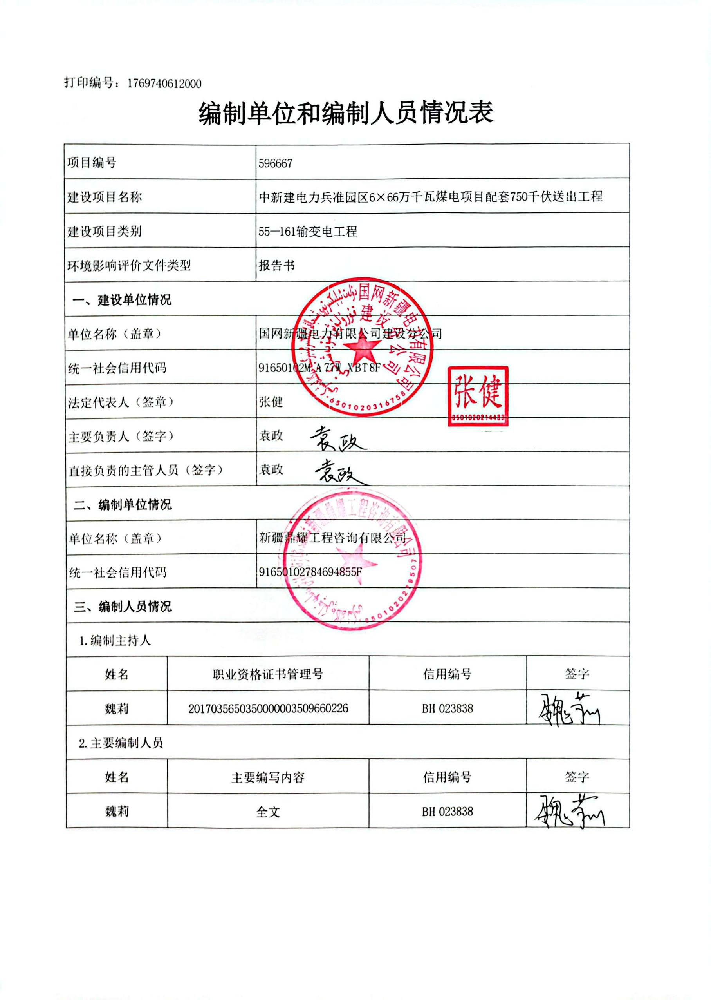 打印编号：1769740612000
编制单位和编制人员情况表
项目编号 596667
建设项目名称 中新建电力兵准园区6×66万千瓦煤电项目配套750千伏送出工程
建设项目类别 55—161输变电工程
环境影响评价文件类型 报告书
一、建设单位情况
单位名称（盖章） 国网新疆电力有限公司建设分公司
统一社会信用代码 91650102MA77WXBT8F
法定代表人（签章） 张健
主要负责人（签字） 袁政 袁政
直接负责的主管人员（签字） 袁政 袁政
国网新疆电力有限公司
建设分公司
6501020316758
张健
6501020214433
二、编制单位情况
单位名称（盖章） 新疆鼎耀工程咨询有限公司
统一社会信用代码 91650102784694855F
新疆鼎耀工程咨询有限公司
6501020279507
三、编制人员情况
1.编制主持人
姓名 职业资格证书管理号 信用编号 签字
魏莉 2017035650350000003509660226 BH 023838 魏莉
2.主要编制人员
姓名 主要编写内容 信用编号 签字
魏莉 全文 BH 023838 魏莉